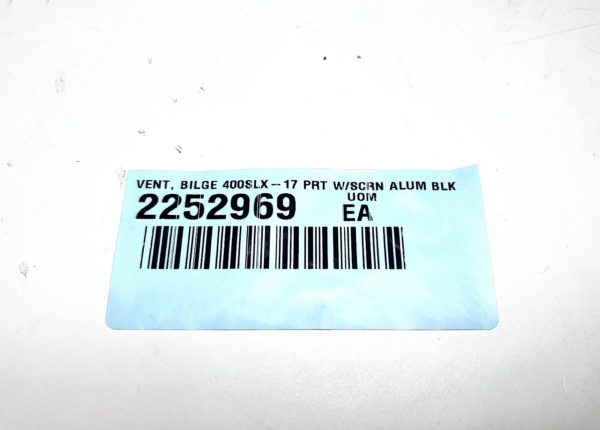 VENT, BILGE 400SLX--17 PRT W/SCRN ALUM BLK
2252969 UOM EA